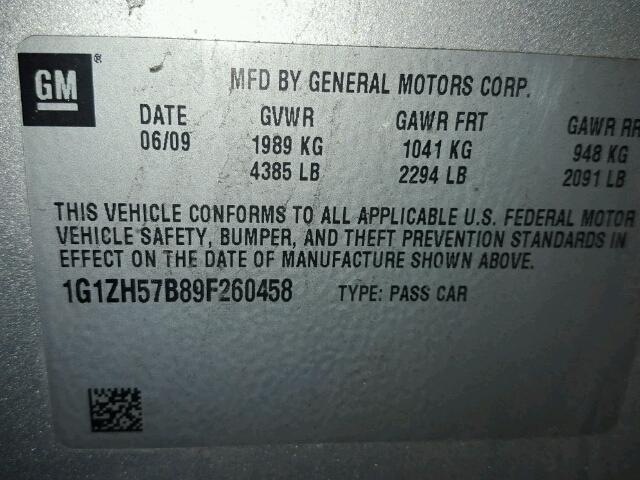 GM ®
MFD BY GENERAL MOTORS CORP.
DATE GVWR GAWR FRT GAWR RR
06/09 1989 KG 1041 KG 948 KG
4385 LB 2294 LB 2091 LB
THIS VEHICLE CONFORMS TO ALL APPLICABLE U.S. FEDERAL MOTOR
VEHICLE SAFETY, BUMPER, AND THEFT PREVENTION STANDARDS IN
EFFECT ON THE DATE OF MANUFACTURE SHOWN ABOVE.
1G1ZH57B89F260458 TYPE: PASS CAR